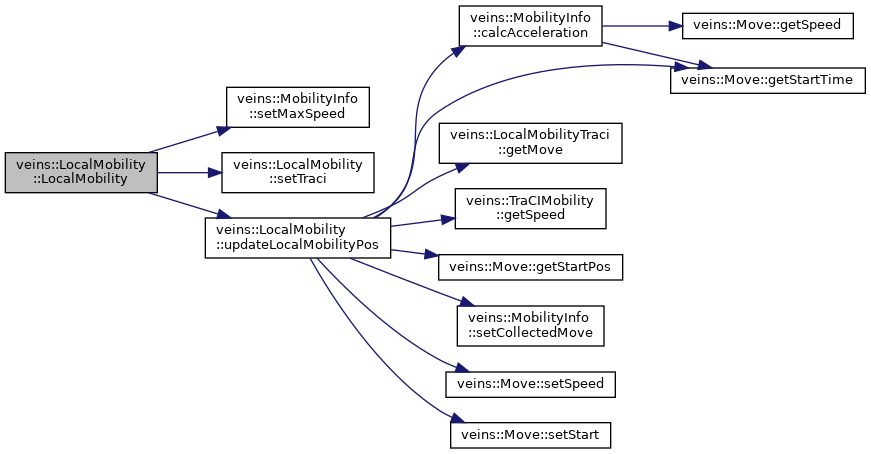 veins::LocalMobility
::LocalMobility
veins::MobilityInfo
::setMaxSpeed
veins::LocalMobility
::setTraci
veins::LocalMobility
::updateLocalMobilityPos
veins::MobilityInfo
::calcAcceleration
veins::LocalMobilityTraci
::getMove
veins::TraCIMobility
::getSpeed
veins::Move::getStartPos
veins::MobilityInfo
::setCollectedMove
veins::Move::setSpeed
veins::Move::setStart
veins::Move::getSpeed
veins::Move::getStartTime